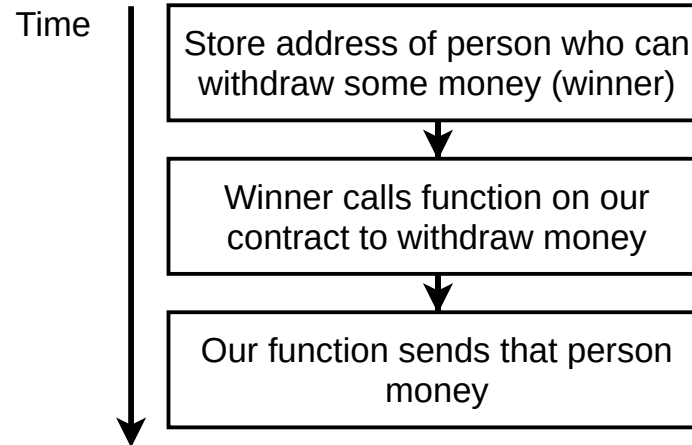 Time
Store address of person who can
withdraw some money (winner)
Winner calls function on our
contract to withdraw money
Our function sends that person
money